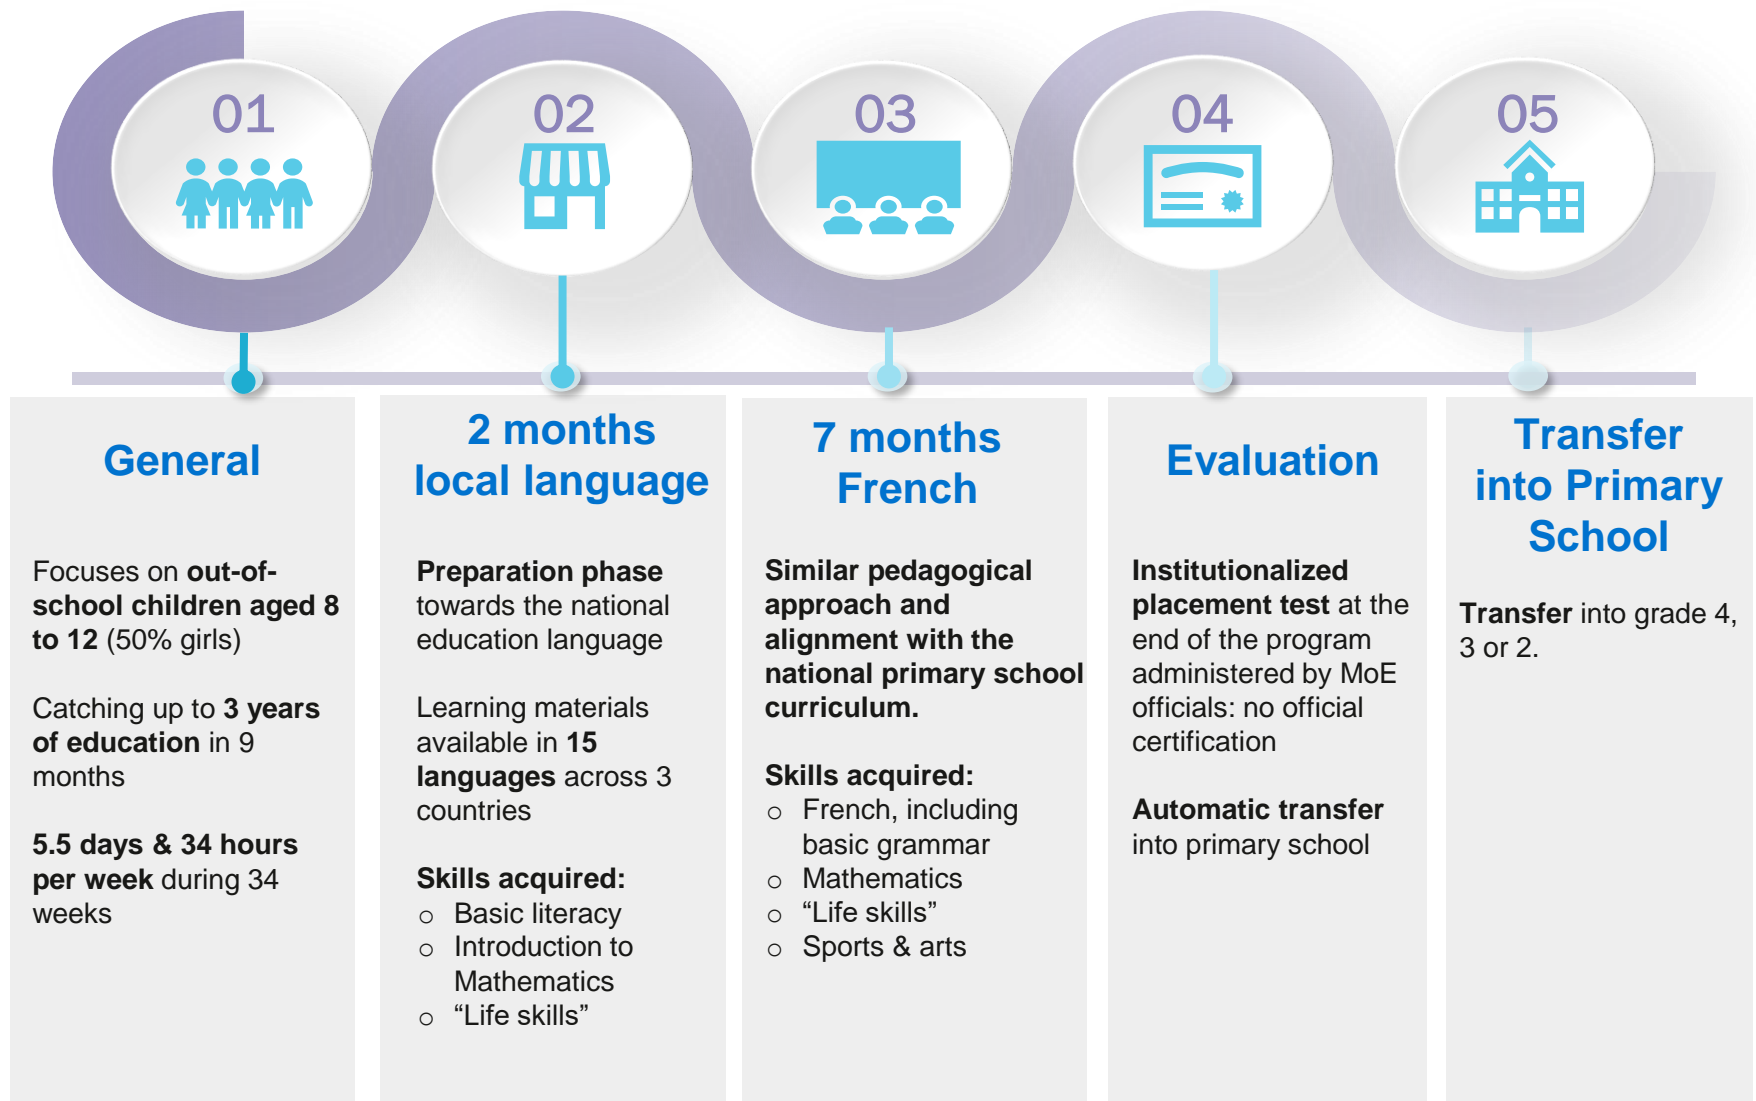 01
02
03
04
05
General
Focuses on out-of-
school children aged 8
to 12 (50% girls)
Catching up to 3 years
of education in 9
months
5.5 days & 34 hours
per week during 34
weeks
2 months
local language
Preparation phase
towards the national
education language
Learning materials
available in 15
languages across 3
countries
Skills acquired:
○ Basic literacy
○ Introduction to
Mathematics
○ “Life skills”
7 months
French
Similar pedagogical
approach and
alignment with the
national primary school
curriculum.
Skills acquired:
○ French, including
basic grammar
○ Mathematics
○ “Life skills”
○ Sports & arts
Evaluation
Institutionalized
placement test at the
end of the program
administered by MoE
officials: no official
certification
Automatic transfer
into primary school
Transfer
into Primary
School
Transfer into grade 4,
3 or 2.